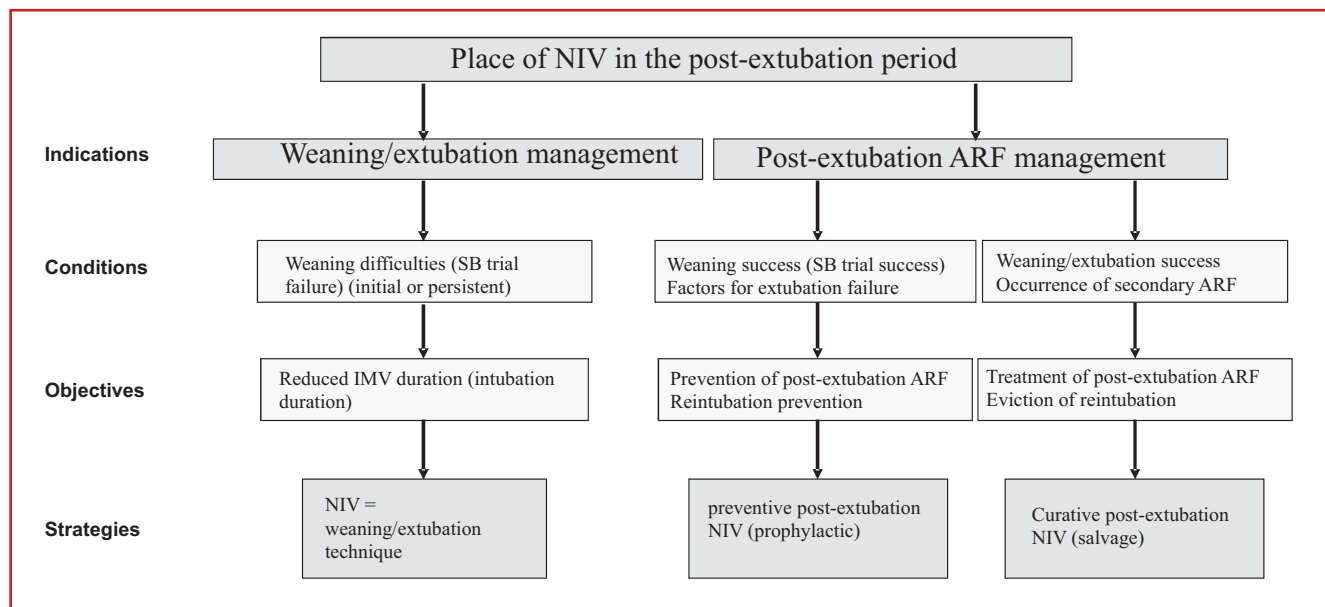 Place of NIV in the post-extubation period
Indications
Weaning/extubation management
Post-extubation ARF management
Conditions
Weaning difficulties (SB trial
failure) (initial or persistent)
Weaning success (SB trial success)
Factors for extubation failure
Weaning/extubation success
Occurrence of secondary ARF
Objectives
Reduced IMV duration (intubation
duration)
Prevention of post-extubation ARF
Reintubation prevention
Treatment of post-extubation ARF
Eviction of reintubation
Strategies
NIV =
weaning/extubation
technique
preventive post-extubation
NIV (prophylactic)
Curative post-extubation
NIV (salvage)